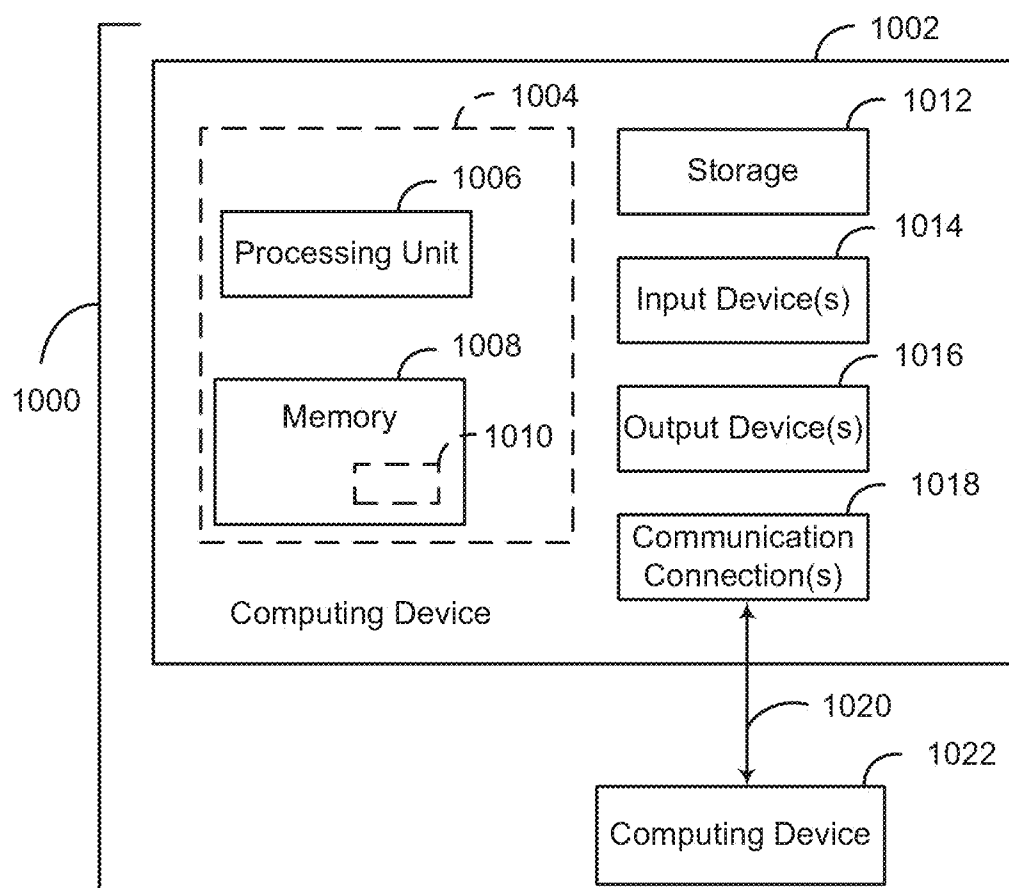 1002
1004
1012
Storage
1006
Processing Unit
1014
Input Device(s)
1008
Memory
1010
1016
Output Device(s)
1000
1018
Communication
Connection(s)
Computing Device
1020
1022
Computing Device